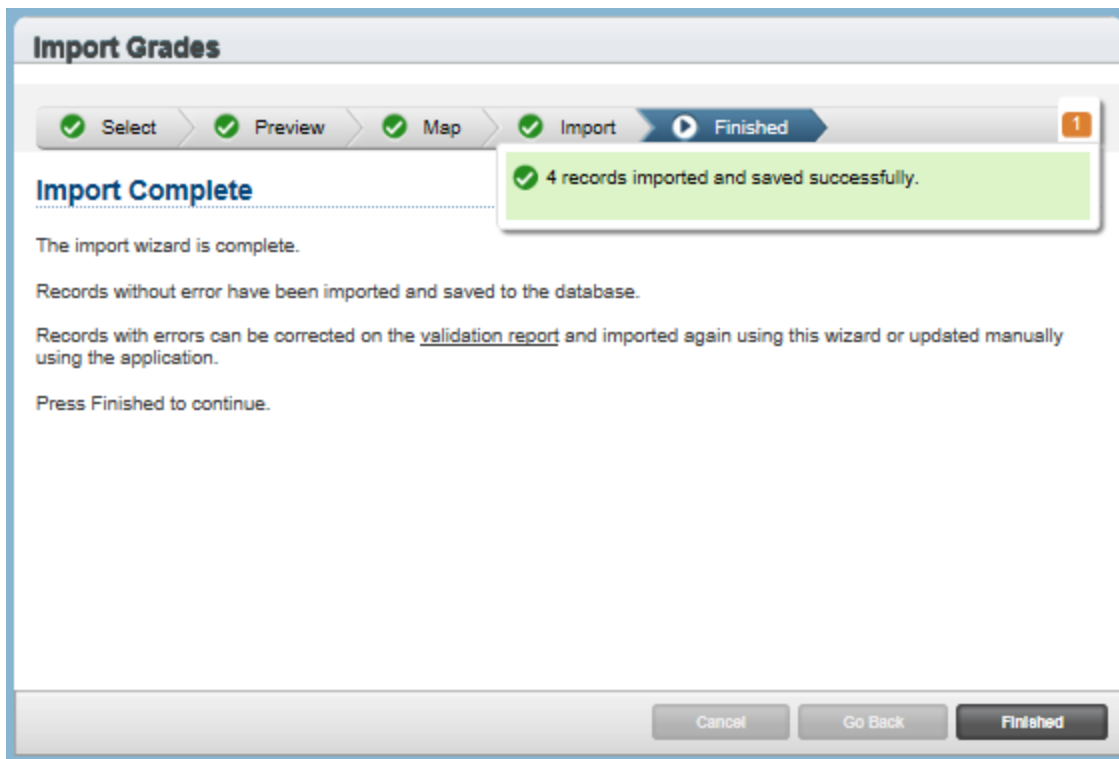 Import Grades
Select
Preview
Map
Import
Finished
1
4 records imported and saved successfully.
Import Complete
The import wizard is complete.
Records without error have been imported and saved to the database.
Records with errors can be corrected on the validation report and imported again using this wizard or updated manually
using the application.
Press Finished to continue.
Cancel
Go Back
Finished